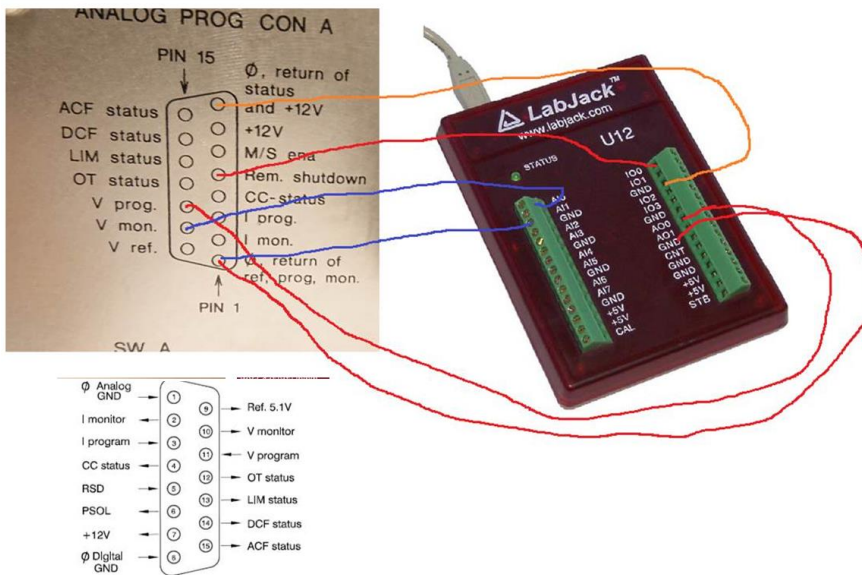 ANALOG PROG CON A
PIN 15
Ø, return of
status
and +12V
ACF status
+12V
DCF status
M/S ena
LIM status
Rem. shutdown
OT status
CC-status
V prog.
I prog.
V mon.
I mon.
V ref.
Ø, return of
ref, prog, mon.
PIN 1
SW A
LabJack™
www.labjack.com
U12
STATUS
AI0
AI1
GND
AI2
AI3
GND
AI4
AI5
GND
AI6
AI7
GND
+5V
+5V
CAL
IO0
IO1
GND
IO2
IO3
GND
AO0
AO1
GND
CNT
GND
GND
+5V
+5V
STB
Ø Analog
GND
I monitor
I program
CC status
RSD
PSOL
+12V
Ø Digital
GND
1
2
3
4
5
6
7
8
9
10
11
12
13
14
15
Ref. 5.1V
V monitor
V program
OT status
LIM status
DCF status
ACF status